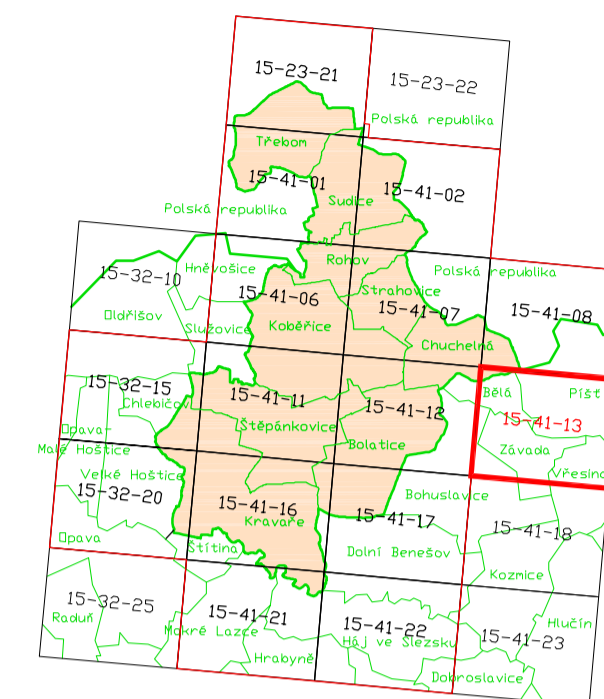 15-23-21
15-23-22
Polská republika
Třebom
15-41-01
15-41-02
Sudice
Polská republika
Rohov
Hněvošice
Polská republika
15-32-10
Strahovice
15-41-06
15-41-07
15-41-08
Oldřišov
Služovice
Kobeřice
Chuchelná
15-32-15
15-41-11
Bělá
Píšť
Chlebičo
15-41-12
15-41-13
Opava-
Štěpánkovice
Malé Hoštice
Bolatice
Závada
Velké Hoštice
Vřesina
15-32-20
15-41-16
Bohuslavice
Kravaře
15-41-17
15-41-18
Opava
Štítina
Dolní Benešov
Kozmice
15-32-25
15-41-21
Raduň
Mokré Lazce
15-41-22
Hlučín
Háj ve Slezsku
15-41-23
Hrabyně
Dobroslavice